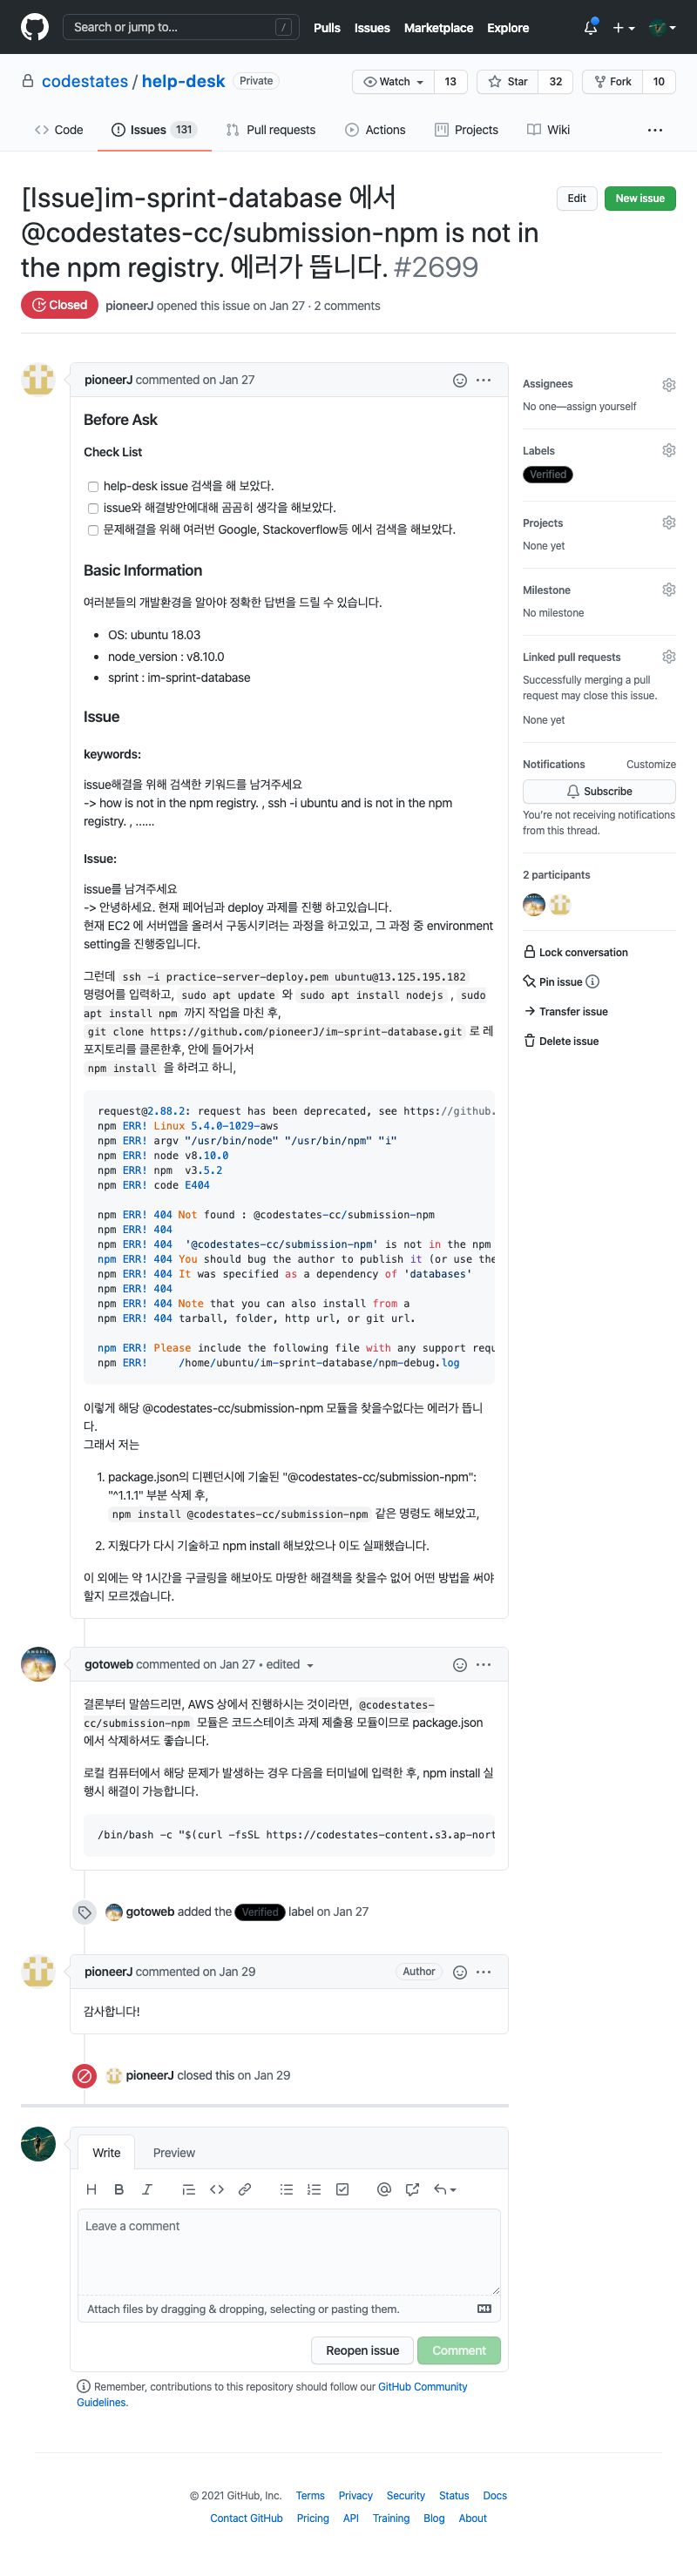 Search or jump to... /
Pulls Issues Marketplace Explore
codestates / help-desk Private
Watch 13 Star 32 Fork 10
Code Issues 131 Pull requests Actions Projects Wiki
[Issue]im-sprint-database 에서
@codestates-cc/submission-npm is not in
the npm registry. 에러가 뜹니다. #2699
Edit New issue
Closed pioneerJ opened this issue on Jan 27 · 2 comments
pioneerJ commented on Jan 27
Before Ask
Check List
help-desk issue 검색을 해 보았다.
issue와 해결방안에대해 곰곰히 생각을 해보았다.
문제해결을 위해 여러번 Google, Stackoverflow등 에서 검색을 해보았다.
Basic Information
여러분들의 개발환경을 알아야 정확한 답변을 드릴 수 있습니다.
• OS: ubuntu 18.03
• node_version : v8.10.0
• sprint : im-sprint-database
Issue
keywords:
issue해결을 위해 검색한 키워드를 남겨주세요
-> how is not in the npm registry. , ssh -i ubuntu and is not in the npm
registry. , ......
Issue:
issue를 남겨주세요
-> 안녕하세요. 현재 페어님과 deploy 과제를 진행 하고있습니다.
현재 EC2 에 서버앱을 올려서 구동시키려는 과정을 하고있고, 그 과정 중 environment
setting을 진행중입니다.
그런데 ssh -i practice-server-deploy.pem ubuntu@13.125.195.182
명령어를 입력하고, sudo apt update 와 sudo apt install nodejs , sudo
apt install npm 까지 작업을 마친 후,
git clone https://github.com/pioneerJ/im-sprint-database.git 로 레
포지토리를 클론한후, 안에 들어가서
npm install 을 하려고 하니,
request@2.88.2: request has been deprecated, see https://github.
npm ERR! Linux 5.4.0-1029-aws
npm ERR! argv "/usr/bin/node" "/usr/bin/npm" "i"
npm ERR! node v8.10.0
npm ERR! npm  v3.5.2
npm ERR! code E404
npm ERR! 404 Not found : @codestates-cc/submission-npm
npm ERR! 404
npm ERR! 404  '@codestates-cc/submission-npm' is not in the npm
npm ERR! 404 You should bug the author to publish it (or use the
npm ERR! 404 It was specified as a dependency of 'databases'
npm ERR! 404
npm ERR! 404 Note that you can also install from a
npm ERR! 404 tarball, folder, http url, or git url.
npm ERR! Please include the following file with any support requ
npm ERR!     /home/ubuntu/im-sprint-database/npm-debug.log
이렇게 해당 @codestates-cc/submission-npm 모듈을 찾을수없다는 에러가 뜹니
다.
그래서 저는
1. package.json의 디펜던시에 기술된 "@codestates-cc/submission-npm":
"^1.1.1" 부분 삭제 후,
npm install @codestates-cc/submission-npm 같은 명령도 해보았고,
2. 지웠다가 다시 기술하고 npm install 해보았으나 이도 실패했습니다.
이 외에는 약 1시간을 구글링을 해보아도 마땅한 해결책을 찾을수 없어 어떤 방법을 써야
할지 모르겠습니다.
Assignees
No one—assign yourself
Labels
Verified
Projects
None yet
Milestone
No milestone
Linked pull requests
Successfully merging a pull
request may close this issue.
None yet
Notifications Customize
Subscribe
You're not receiving notifications
from this thread.
2 participants
Lock conversation
Pin issue
Transfer issue
Delete issue
gotoweb commented on Jan 27 • edited
결론부터 말씀드리면, AWS 상에서 진행하시는 것이라면, @codestates-
cc/submission-npm 모듈은 코드스테이츠 과제 제출용 모듈이므로 package.json
에서 삭제하셔도 좋습니다.
로컬 컴퓨터에서 해당 문제가 발생하는 경우 다음을 터미널에 입력한 후, npm install 실
행시 해결이 가능합니다.
/bin/bash -c "$(curl -fsSL https://codestates-content.s3.ap-nort
gotoweb added the Verified label on Jan 27
pioneerJ commented on Jan 29 Author
감사합니다!
pioneerJ closed this on Jan 29
Write Preview
H B I
Leave a comment
Attach files by dragging & dropping, selecting or pasting them.
Reopen issue Comment
Remember, contributions to this repository should follow our GitHub Community
Guidelines.
© 2021 GitHub, Inc. Terms Privacy Security Status Docs
Contact GitHub Pricing API Training Blog About